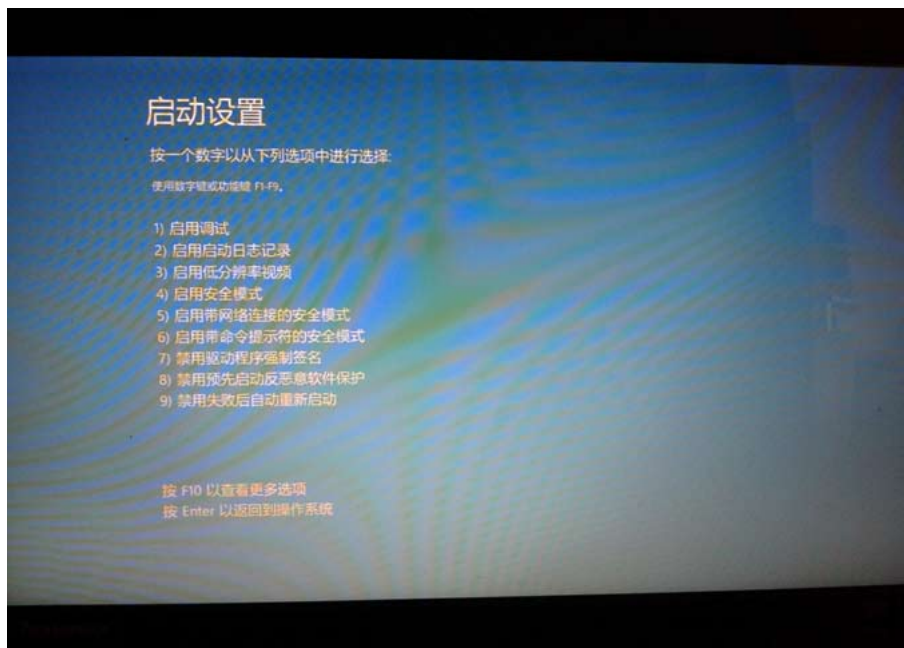 启动设置
按一个数字以从下列选项中进行选择:
使用数字键或功能键 F1-F9。
1) 启用调试
2) 启用启动日志记录
3) 启用低分辨率视频
4) 启用安全模式
5) 启用带网络连接的安全模式
6) 启用带命令提示符的安全模式
7) 禁用驱动程序强制签名
8) 禁用预先启动反恶意软件保护
9) 禁用失败后自动重新启动
按 F10 以查看更多选项
按 Enter 以返回到操作系统